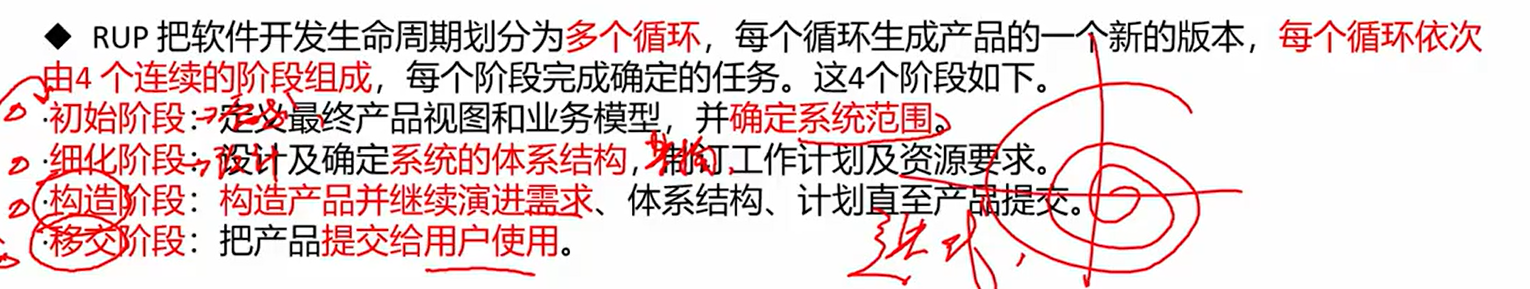 ◆ RUP 把软件开发生命周期划分为多个循环，每个循环生成产品的一个新的版本，每个循环依次
由4 个连续的阶段组成，每个阶段完成确定的任务。这4个阶段如下。
·初始阶段：定义最终产品视图和业务模型，并确定系统范围。
·细化阶段：设计及确定系统的体系结构，制订工作计划及资源要求。
·构造阶段：构造产品并继续演进需求、体系结构、计划直至产品提交。
·移交阶段：把产品提交给用户使用。